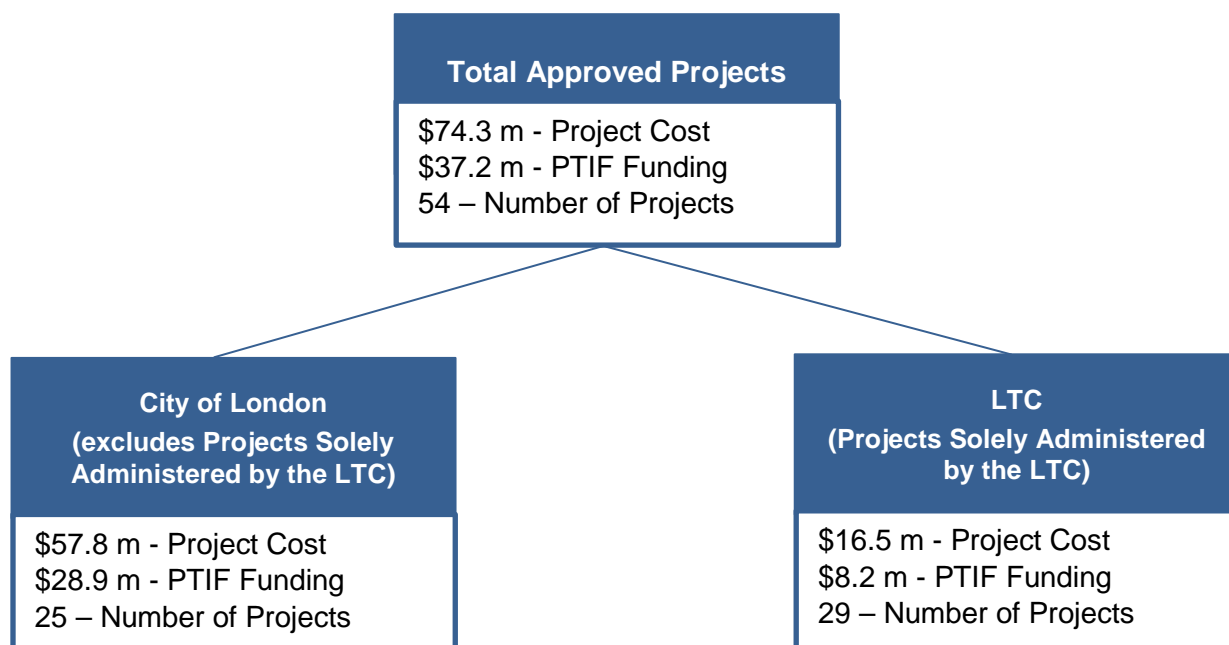 Total Approved Projects
$74.3 m - Project Cost
$37.2 m - PTIF Funding
54 – Number of Projects
City of London
(excludes Projects Solely
Administered by the LTC)
$57.8 m - Project Cost
$28.9 m - PTIF Funding
25 – Number of Projects
LTC
(Projects Solely Administered
by the LTC)
$16.5 m - Project Cost
$8.2 m - PTIF Funding
29 – Number of Projects